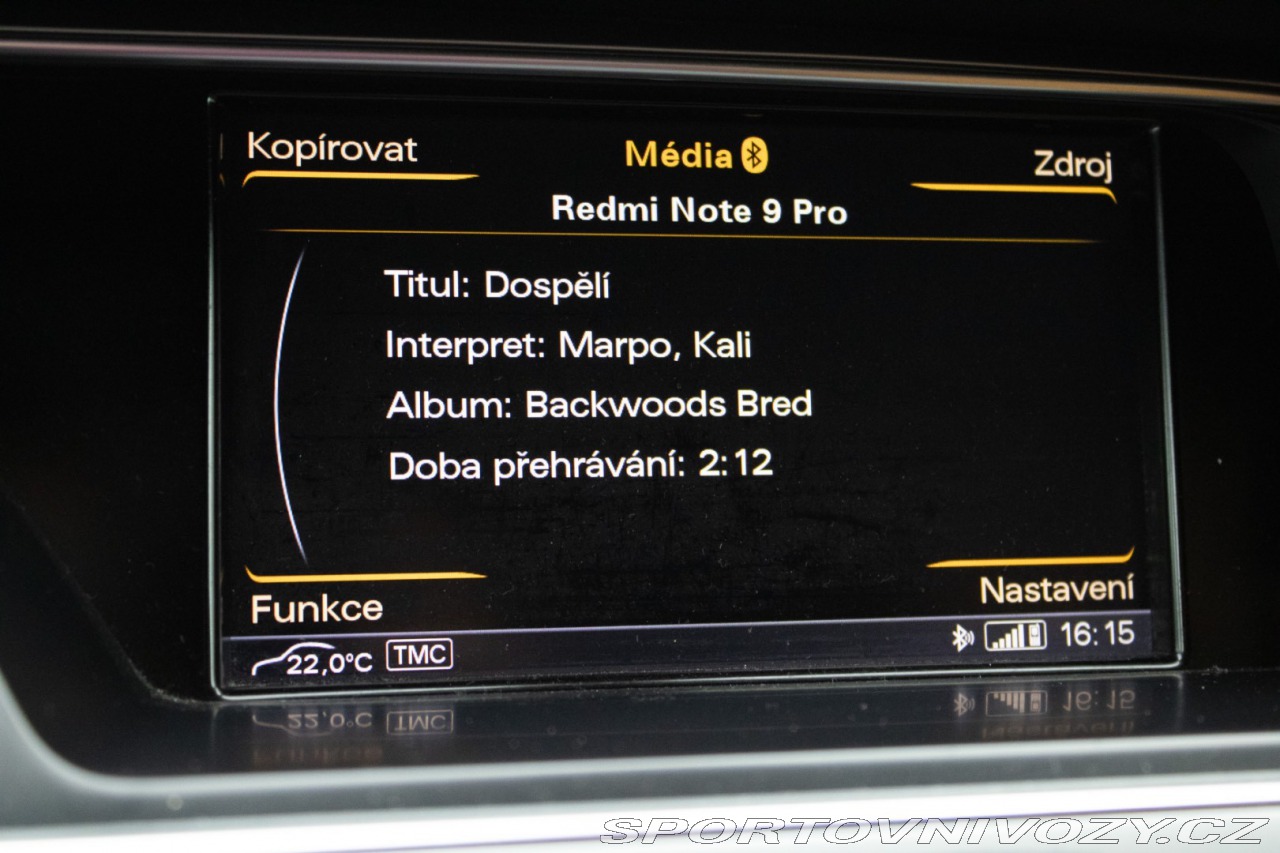 Kopírovat
Média
Zdroj
Redmi Note 9 Pro
Titul: Dospělí
Interpret: Marpo, Kali
Album: Backwoods Bred
Doba přehrávání: 2:12
Funkce
Nastavení
22,0°C TMC 16:15
SPORTOVNIVOZY.CZ